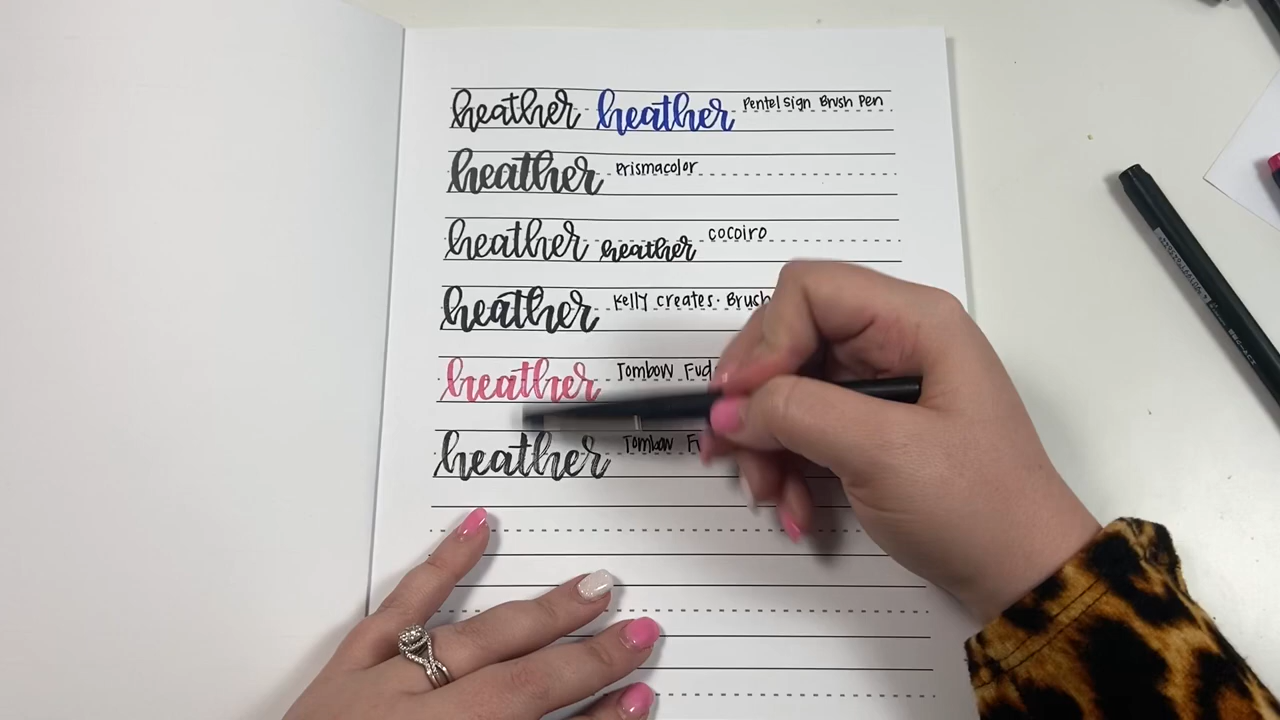 heather heather Pentel Sign Brush Pen
heather Prismacolor
heather heather cocoiro
heather Kelly creates. Brush
heather Tombow
heather Tombow